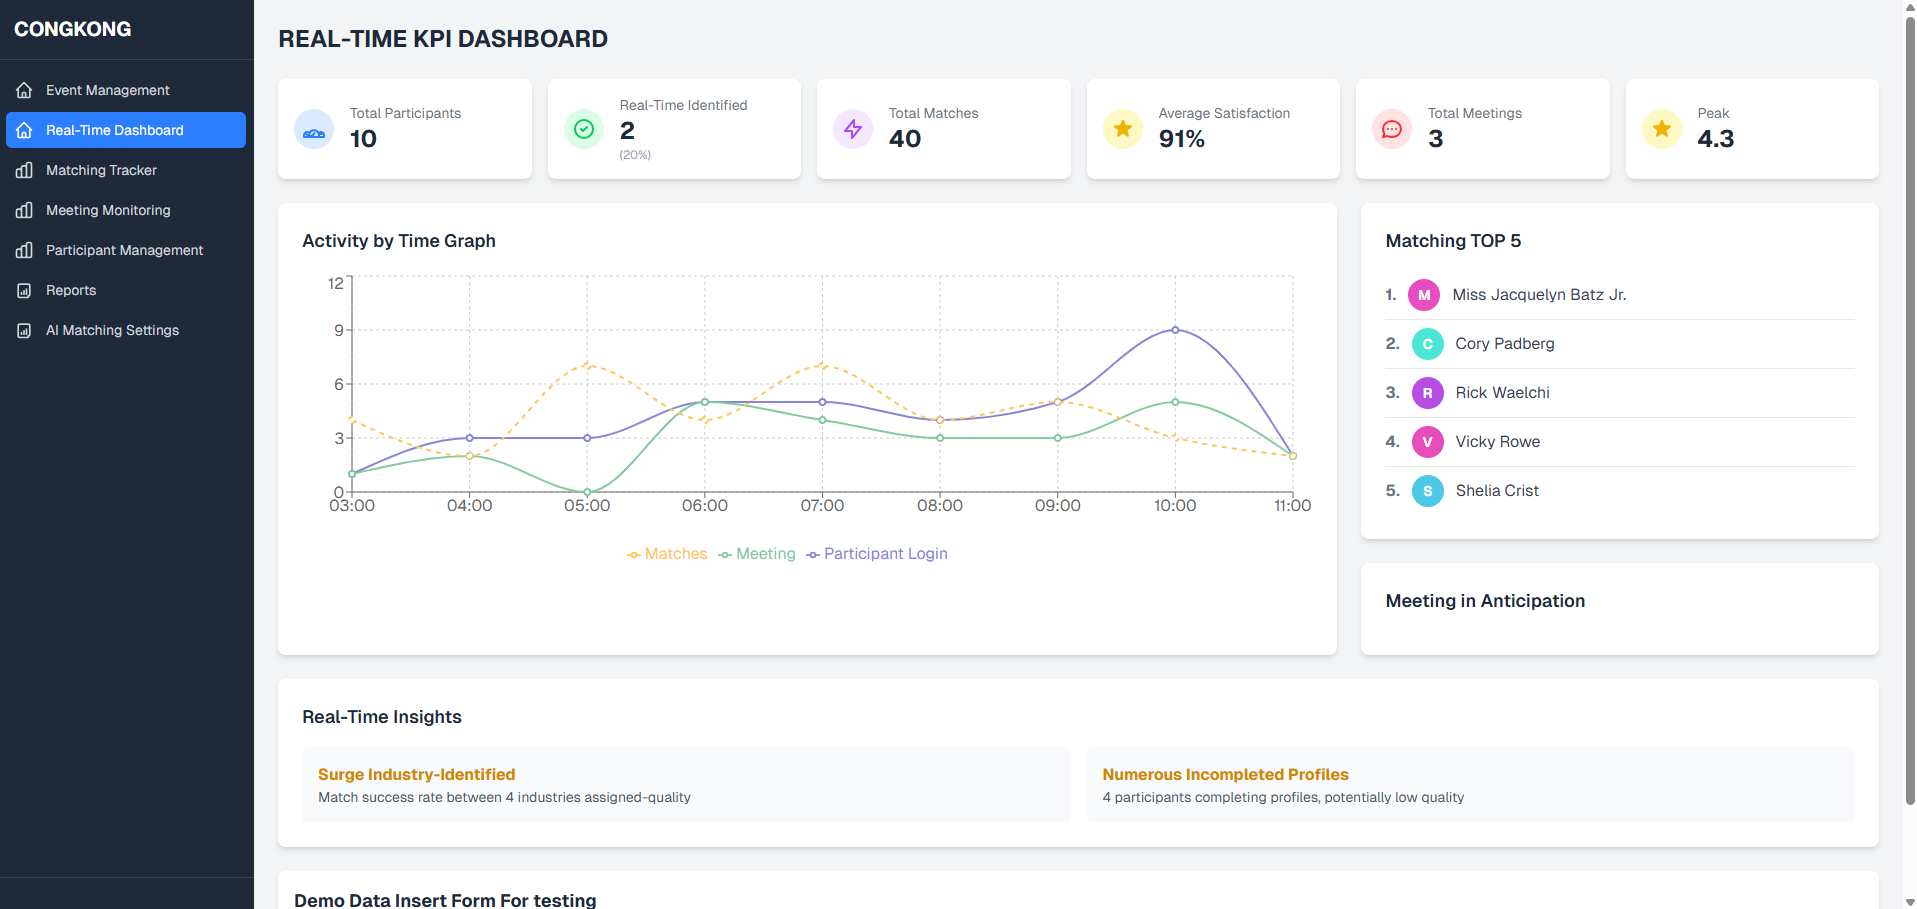 CONGKONG
Event Management
Real-Time Dashboard
Matching Tracker
Meeting Monitoring
Participant Management
Reports
AI Matching Settings
REAL-TIME KPI DASHBOARD
Total Participants
10
Real-Time Identified
2
(20%)
Total Matches
40
Average Satisfaction
91%
Total Meetings
3
Peak
4.3
Activity by Time Graph
12
9
6
3
0
03:00 04:00 05:00 06:00 07:00 08:00 09:00 10:00 11:00
Matches Meeting Participant Login
Matching TOP 5
1. M Miss Jacquelyn Batz Jr.
2. C Cory Padberg
3. R Rick Waelchi
4. V Vicky Rowe
5. S Shelia Crist
Meeting in Anticipation
Real-Time Insights
Surge Industry-Identified
Match success rate between 4 industries assigned-quality
Numerous Incompleted Profiles
4 participants completing profiles, potentially low quality
Demo Data Insert Form For testing